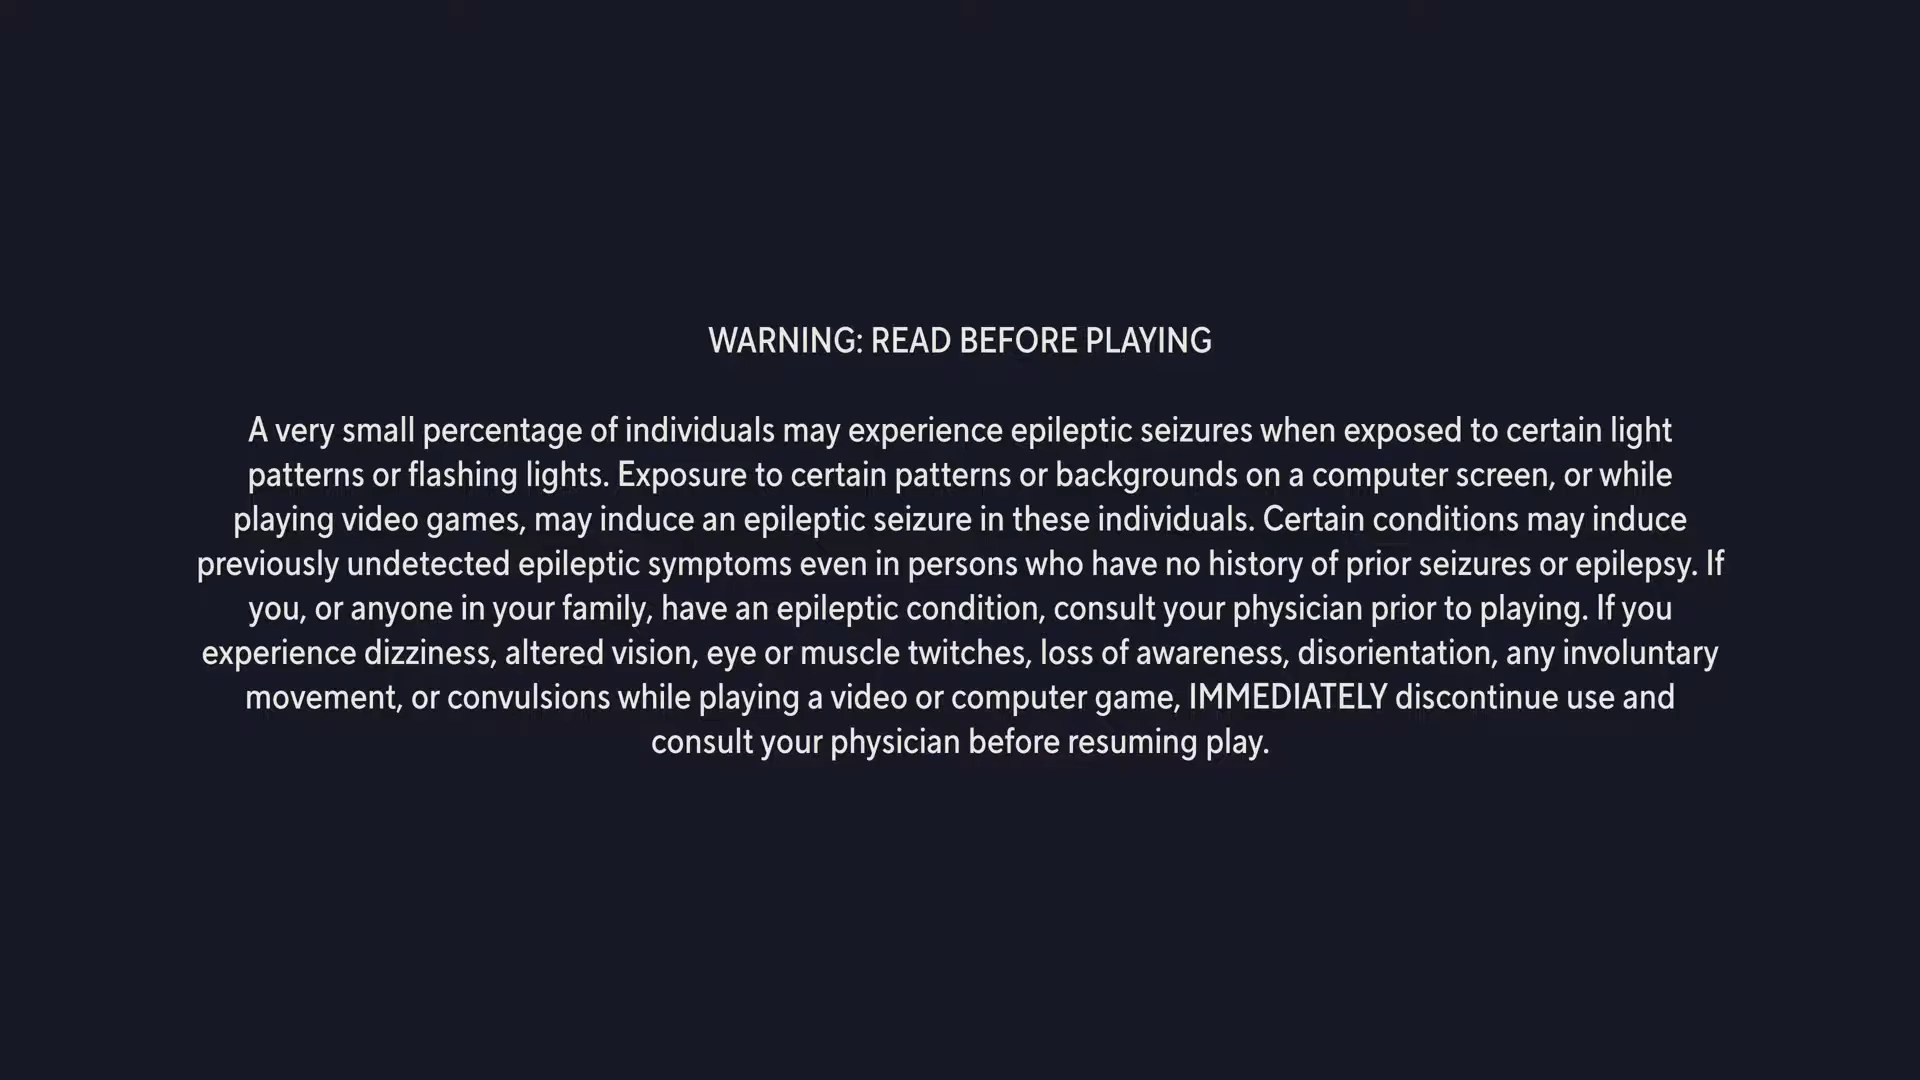 WARNING: READ BEFORE PLAYING
A very small percentage of individuals may experience epileptic seizures when exposed to certain light
patterns or flashing lights. Exposure to certain patterns or backgrounds on a computer screen, or while
playing video games, may induce an epileptic seizure in these individuals. Certain conditions may induce
previously undetected epileptic symptoms even in persons who have no history of prior seizures or epilepsy. If
you, or anyone in your family, have an epileptic condition, consult your physician prior to playing. If you
experience dizziness, altered vision, eye or muscle twitches, loss of awareness, disorientation, any involuntary
movement, or convulsions while playing a video or computer game, IMMEDIATELY discontinue use and
consult your physician before resuming play.